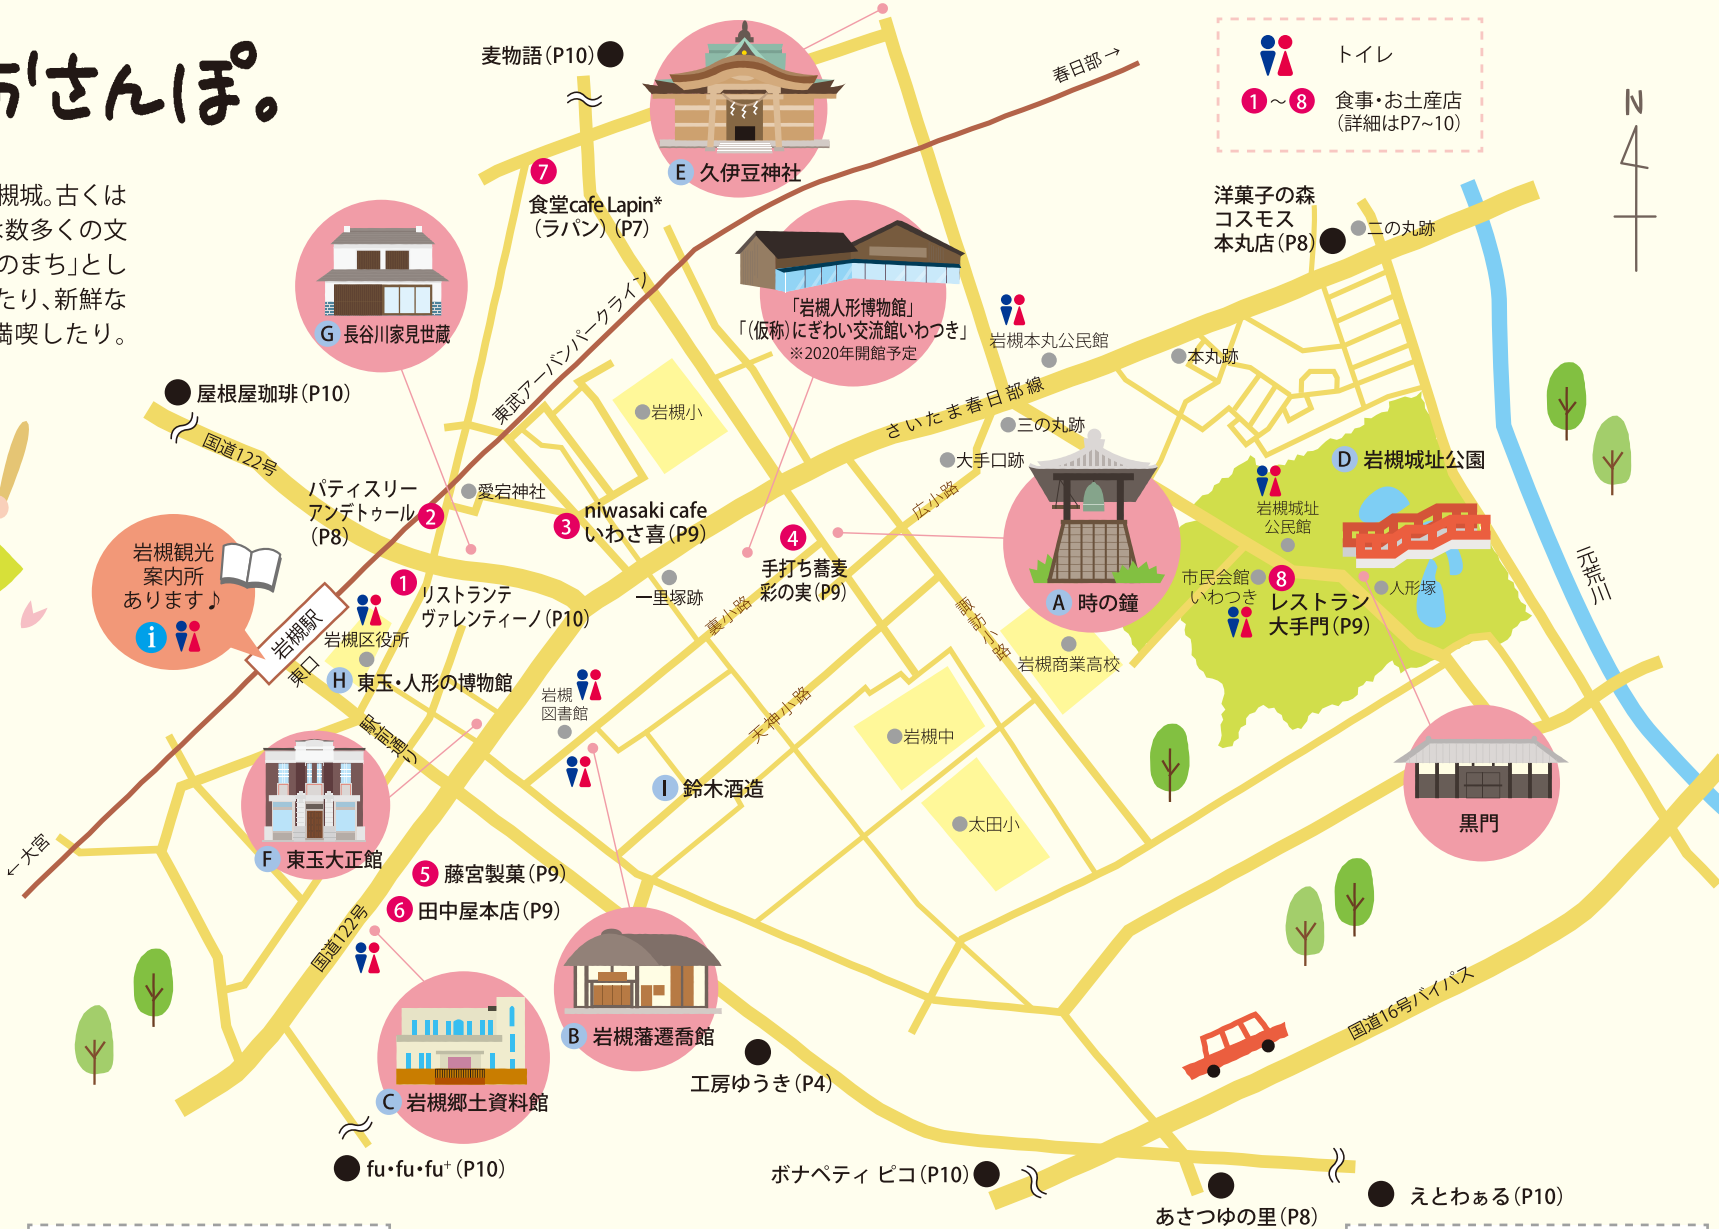 おさんぽ。
槻城。古くは
は数多くの文
のまち」とし
たり、新鮮な
満喫したり。
麦物語(P10)
春日部→
トイレ
1～8 食事・お土産店
(詳細はP7~10)
N
E 久伊豆神社
7
食堂cafe Lapin*
(ラパン)(P7)
洋菓子の森
コスモス
本丸店(P8)
二の丸跡
G 長谷川家見世蔵
「岩槻人形博物館」
「(仮称)にぎわい交流館いわつき」
※2020年開館予定
東武アーバンパークライン
岩槻本丸公民館
本丸跡
屋根屋珈琲(P10)
国道122号
岩槻小
さいたま春日部線
三の丸跡
大手口跡
D 岩槻城址公園
パティスリー
アンデトゥール
(P8)
2
愛宕神社
3
niwasaki cafe
いわさ喜(P9)
広小路
岩槻城址
公民館
4
手打ち蕎麦
彩の実(P9)
岩槻観光
案内所
あります♪
i
岩槻駅
東口
1
リストランテ
ヴァレンティーノ(P10)
岩槻区役所
一里塚跡
裏小路
諏訪小路
A 時の鐘
市民会館
いわつき
8
レストラン
大手門(P9)
人形塚
元荒川
岩槻商業高校
H 東玉・人形の博物館
岩槻
図書館
駅前通り
天神小路
岩槻中
I 鈴木酒造
太田小
黒門
←大宮
F 東玉大正館
5 藤宮製菓(P9)
6 田中屋本店(P9)
国道122号
B 岩槻藩遷喬館
C 岩槻郷土資料館
工房ゆうき(P4)
国道16号バイパス
fu・fu・fu⁺(P10)
ボナペティ ピコ(P10)
あさつゆの里(P8)
えとわぁる(P10)